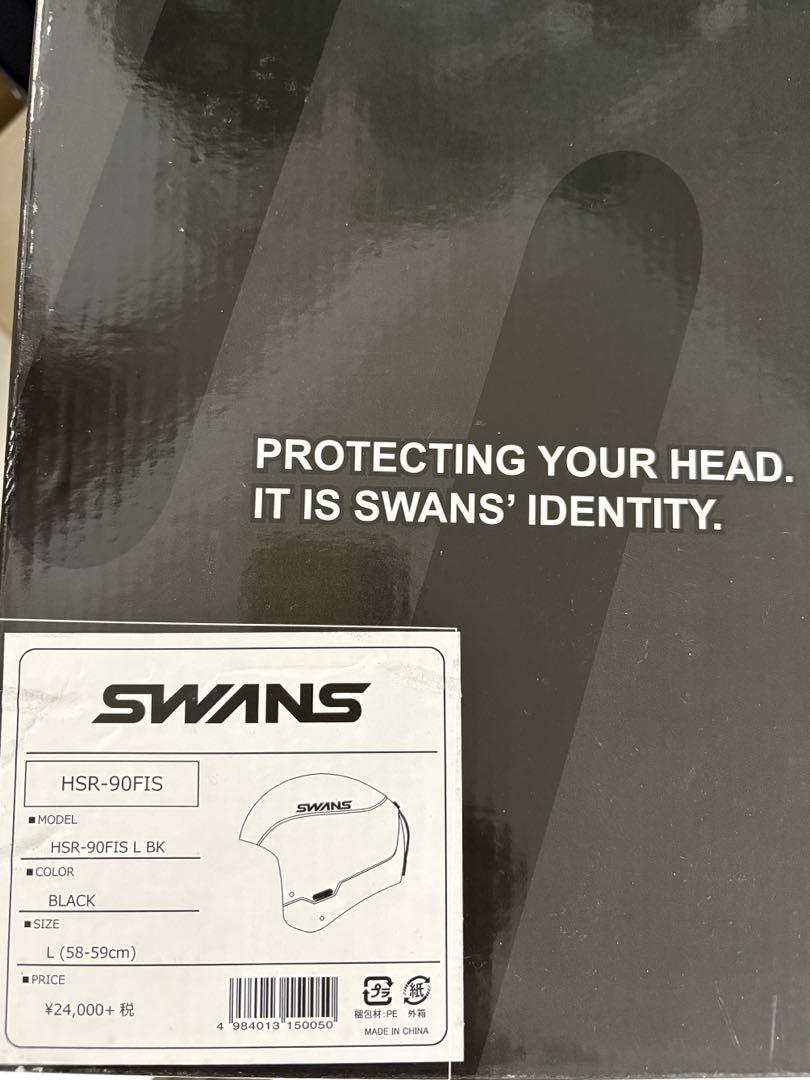 PROTECTING YOUR HEAD.
IT IS SWANS' IDENTITY.
SWANS
HSR-90FIS
■MODEL
HSR-90FIS L BK
■COLOR
BLACK
■SIZE
L (58-59cm)
■PRICE
¥24,000+ 税
SWANS
4 984013 150050
プラ
紙
梱包材:PE 外箱
MADE IN CHINA